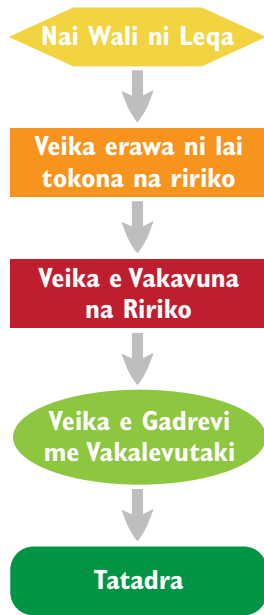 Nai Wali ni Leqa
Veika erawa ni lai
tokona na ririko
Veika e Vakavuna
na Ririko
Veika e Gadrevi
me Vakalevutaki
Tatadra